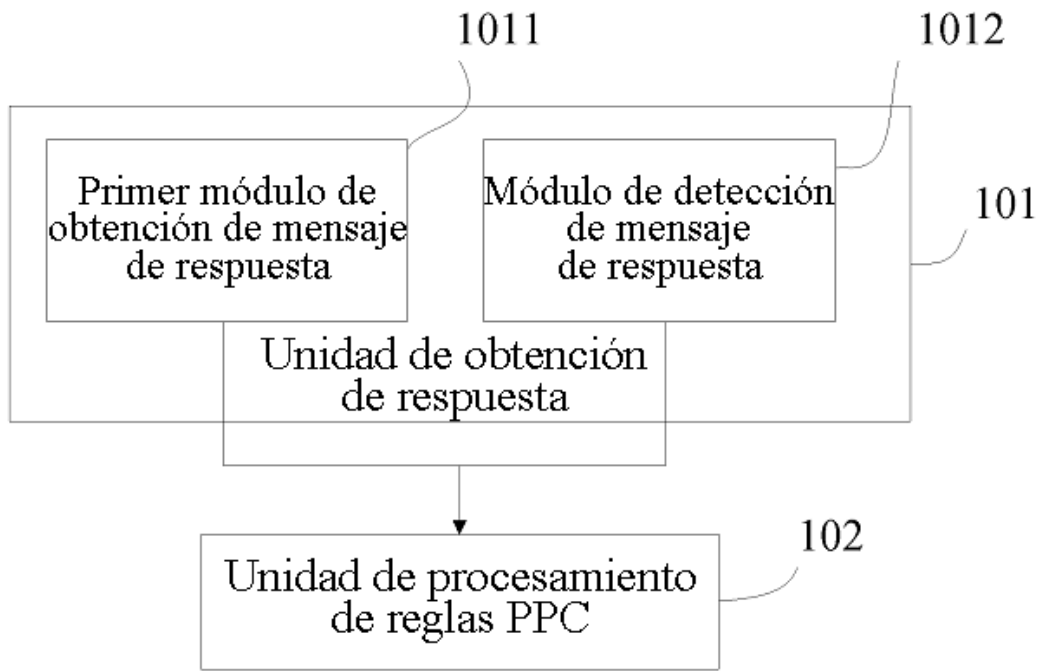 1011
1012
Primer módulo de
obtención de mensaje
de respuesta
Módulo de detección
de mensaje
de respuesta
101
Unidad de obtención
de respuesta
102
Unidad de procesamiento
de reglas PPC